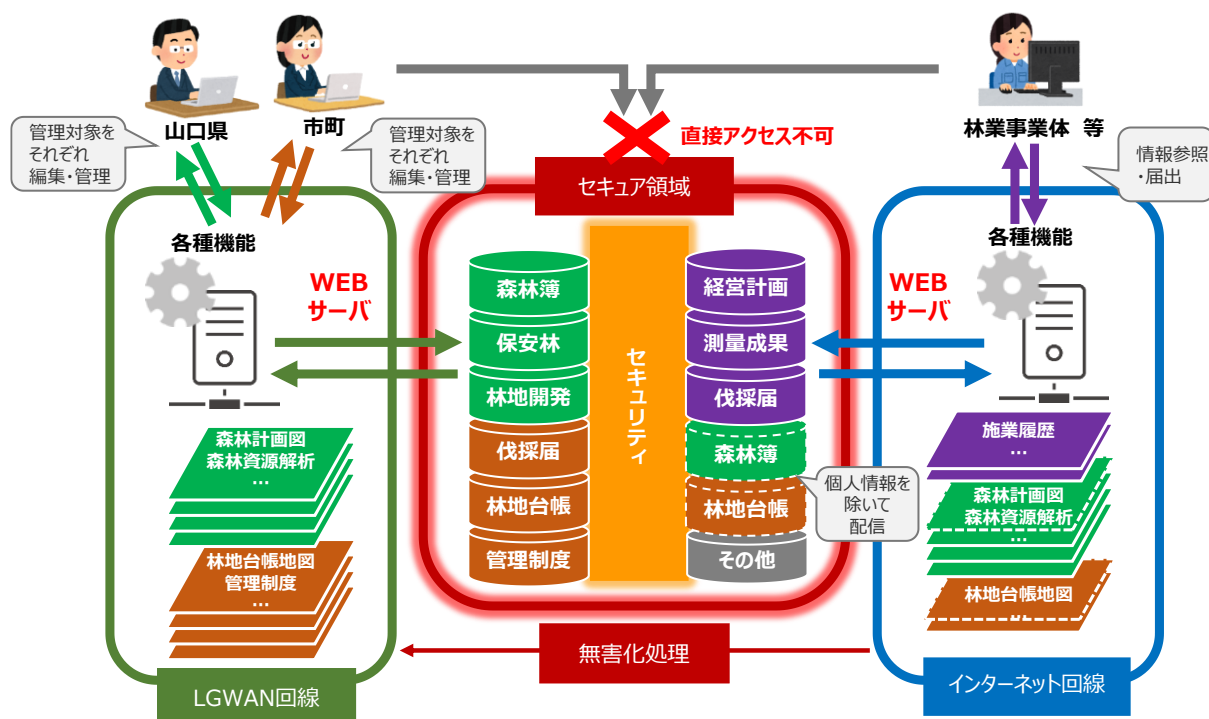 山口県
市町
直接アクセス不可
林業事業体 等
管理対象を
それぞれ
編集・管理
管理対象を
それぞれ
編集・管理
情報参照
・届出
セキュア領域
各種機能
各種機能
WEB
サーバ
WEB
サーバ
森林簿
保安林
林地開発
伐採届
林地台帳
管理制度
セキュリティ
経営計画
測量成果
伐採届
森林簿
林地台帳
その他
個人情報を
除いて
配信
森林計画図
森林資源解析
…
林地台帳地図
管理制度
…
施業履歴
…
森林計画図
森林資源解析
…
林地台帳地図
…
無害化処理
LGWAN回線
インターネット回線